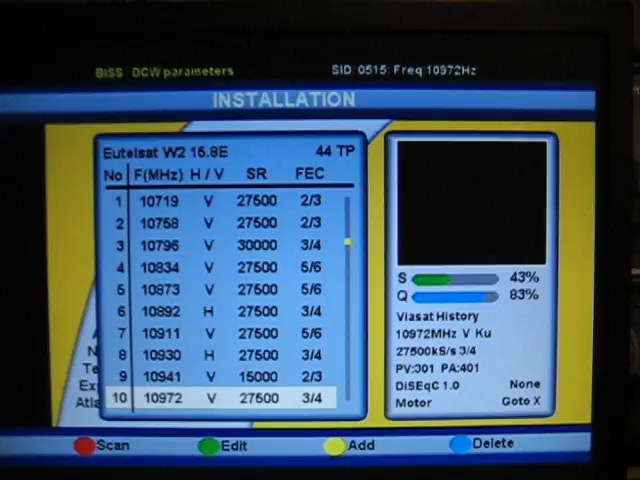 BISS: DCW parameters
SID: 0515: Freq:10972Hz
INSTALLATION
Eutelsat W2 15.8E 44 TP
No F(MHz) H / V SR FEC
1 10719 V 27500 2/3
2 10758 V 27500 2/3
3 10796 V 30000 3/4
4 10834 V 27500 5/6
5 10873 V 27500 5/6
6 10892 H 27500 3/4
7 10911 V 27500 5/6
8 10930 H 27500 3/4
9 10941 V 15000 2/3
10 10972 V 27500 3/4
A
N
Te
Ex
Atla
S 43%
Q 83%
Viasat History
10972MHz V Ku
27500kS/s 3/4
PV:301 PA:401
DiSEqC 1.0 None
Motor Goto X
Scan Edit Add Delete